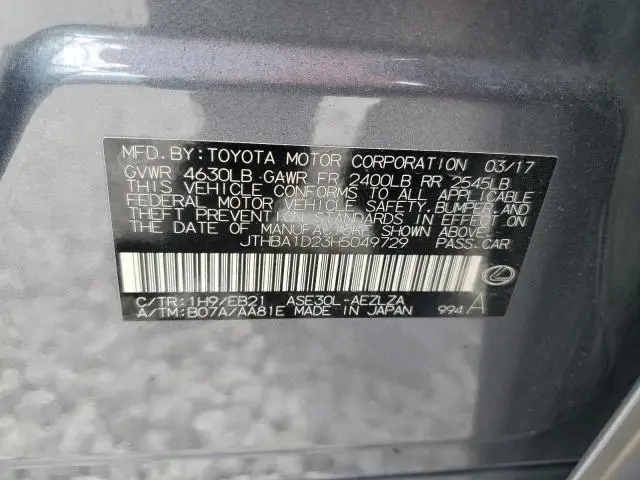 MFD.BY:TOYOTA MOTOR CORPORATION 03/17
GVWR 4630LB GAWR FR 2400LB RR 2545LB
THIS VEHICLE CONFORMS TO ALL APPLICABLE
FEDERAL MOTOR VEHICLE SAFETY,BUMPER,AND
THEFT PREVENTION STANDARDS IN EFFECT ON
THE DATE OF MANUFACTURE SHOWN ABOVE.
JTHBA1D23H5049729 PASS.CAR
C/TR:1H9/EB21 ASE30L-AEZLZA
A/TM:B07A/AA81E MADE IN JAPAN 994 A